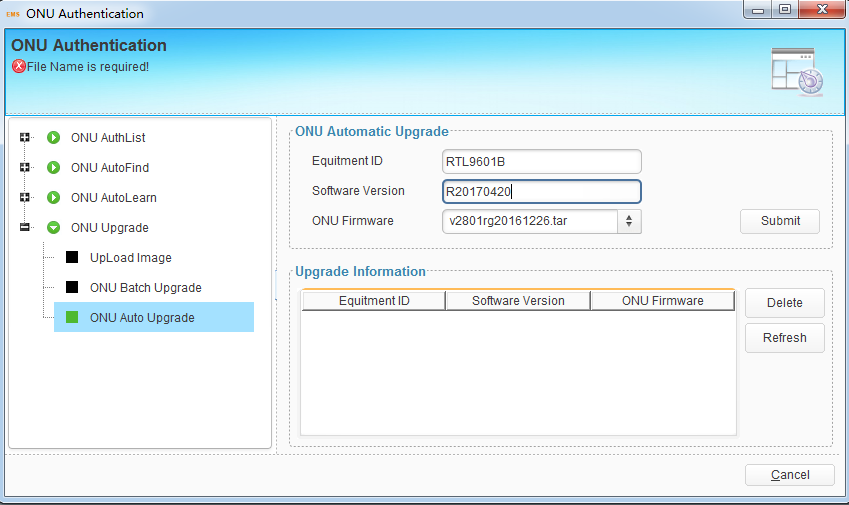 EMS ONU Authentication
ONU Authentication
File Name is required!
ONU AuthList
ONU AutoFind
ONU AutoLearn
ONU Upgrade
UpLoad Image
ONU Batch Upgrade
ONU Auto Upgrade
ONU Automatic Upgrade
Equitment ID RTL9601B
Software Version R20170420
ONU Firmware v2801rg20161226.tar Submit
Upgrade Information
Equitment ID Software Version ONU Firmware
Delete
Refresh
Cancel